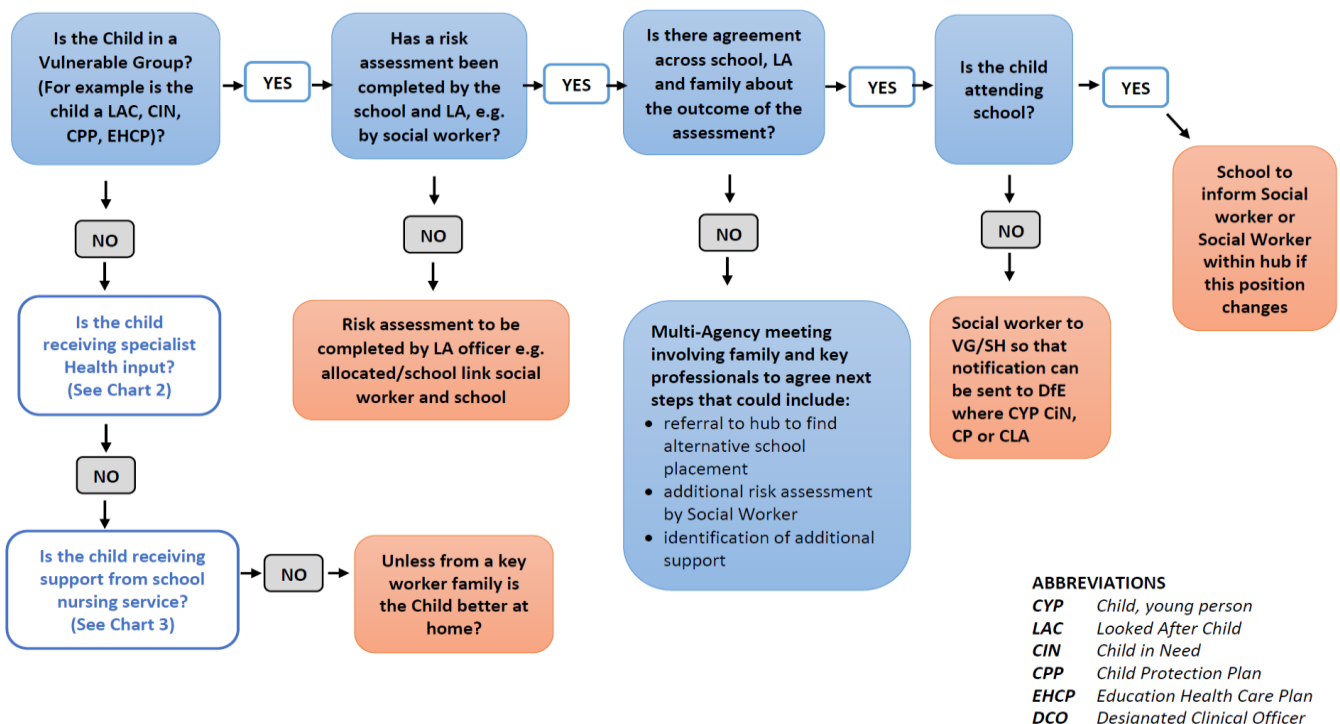 Is the Child in a
Vulnerable Group?
(For example is the
child a LAC, CIN,
CPP, EHCP)?
YES
Has a risk
assessment been
completed by the
school and LA, e.g.
by social worker?
YES
Is there agreement
across school, LA
and family about
the outcome of the
assessment?
YES
Is the child
attending
school?
YES
School to
inform Social
worker or
Social Worker
within hub if
this position
changes
NO
NO
NO
NO
Is the child
receiving specialist
Health input?
(See Chart 2)
Risk assessment to be
completed by LA officer e.g.
allocated/school link social
worker and school
Multi-Agency meeting
involving family and key
professionals to agree next
steps that could include:
• referral to hub to find
alternative school
placement
• additional risk assessment
by Social Worker
• identification of additional
support
Social worker to
VG/SH so that
notification can
be sent to DfE
where CYP CiN,
CP or CLA
NO
Is the child receiving
support from school
nursing service?
(See Chart 3)
NO
Unless from a key
worker family is
the Child better at
home?
ABBREVIATIONS
CYP Child, young person
LAC Looked After Child
CIN Child in Need
CPP Child Protection Plan
EHCP Education Health Care Plan
DCO Designated Clinical Officer